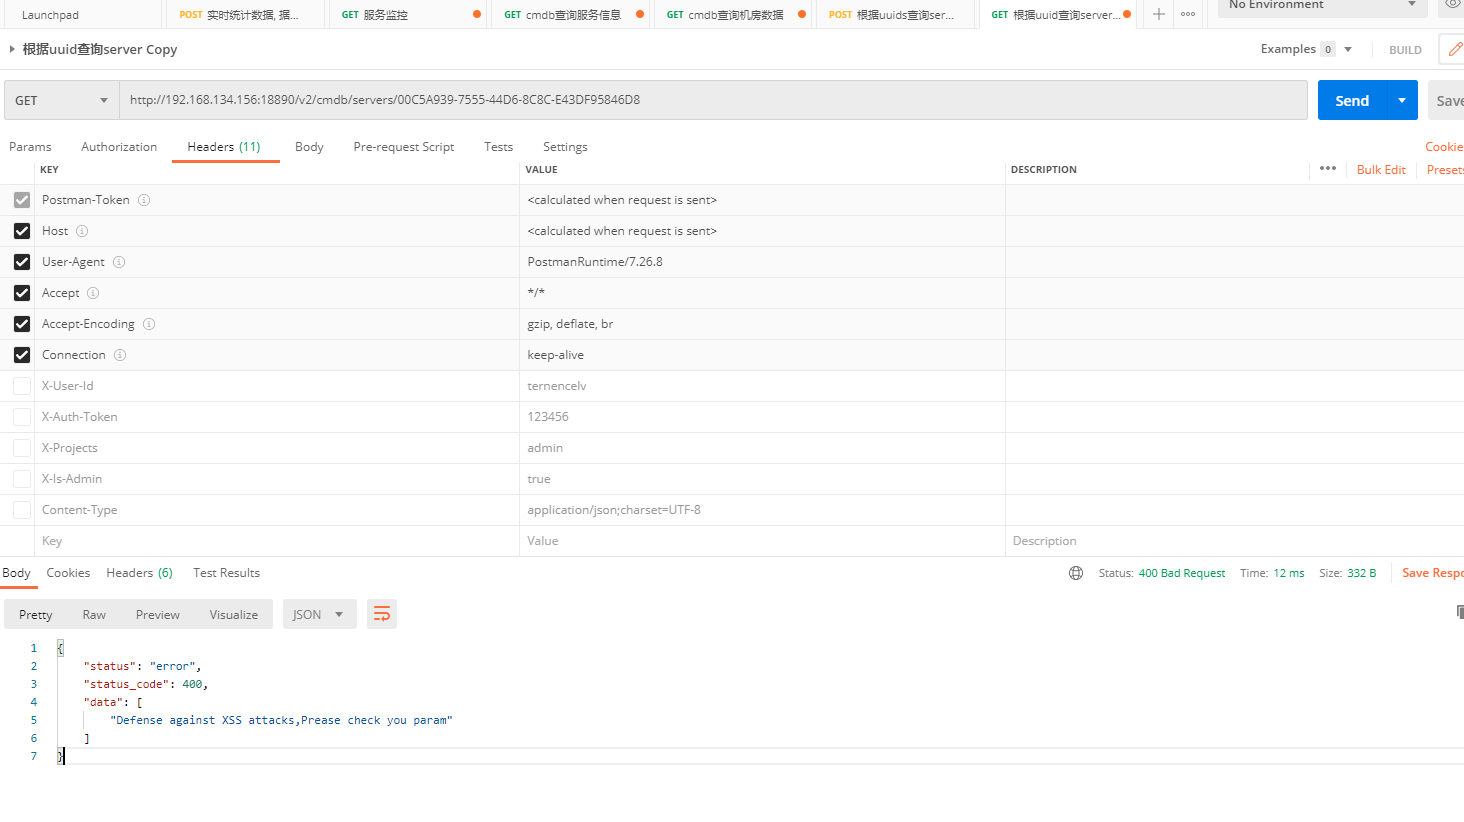 Launchpad
POST 实时统计数据, 据...
GET 服务监控
GET cmdb查询服务信息
GET cmdb查询机房数据
POST 根据uuids查询ser...
GET 根据uuid查询server...
No Environment
根据uuid查询server Copy
Examples 0
BUILD
GET
http://192.168.134.156:18890/v2/cmdb/servers/00C5A939-7555-44D6-8C8C-E43DF95846D8
Send
Save
Params
Authorization
Headers (11)
Body
Pre-request Script
Tests
Settings
Cookie
KEY
VALUE
DESCRIPTION
Bulk Edit
Presets
Postman-Token
<calculated when request is sent>
Host
<calculated when request is sent>
User-Agent
PostmanRuntime/7.26.8
Accept
*/*
Accept-Encoding
gzip, deflate, br
Connection
keep-alive
X-User-Id
ternencelv
X-Auth-Token
123456
X-Projects
admin
X-Is-Admin
true
Content-Type
application/json;charset=UTF-8
Key
Value
Description
Body
Cookies
Headers (6)
Test Results
Status: 400 Bad Request
Time: 12 ms
Size: 332 B
Save Respo
Pretty
Raw
Preview
Visualize
JSON
1 {
2 "status": "error",
3 "status_code": 400,
4 "data": [
5 "Defense against XSS attacks,Prease check you param"
6 ]
7 }